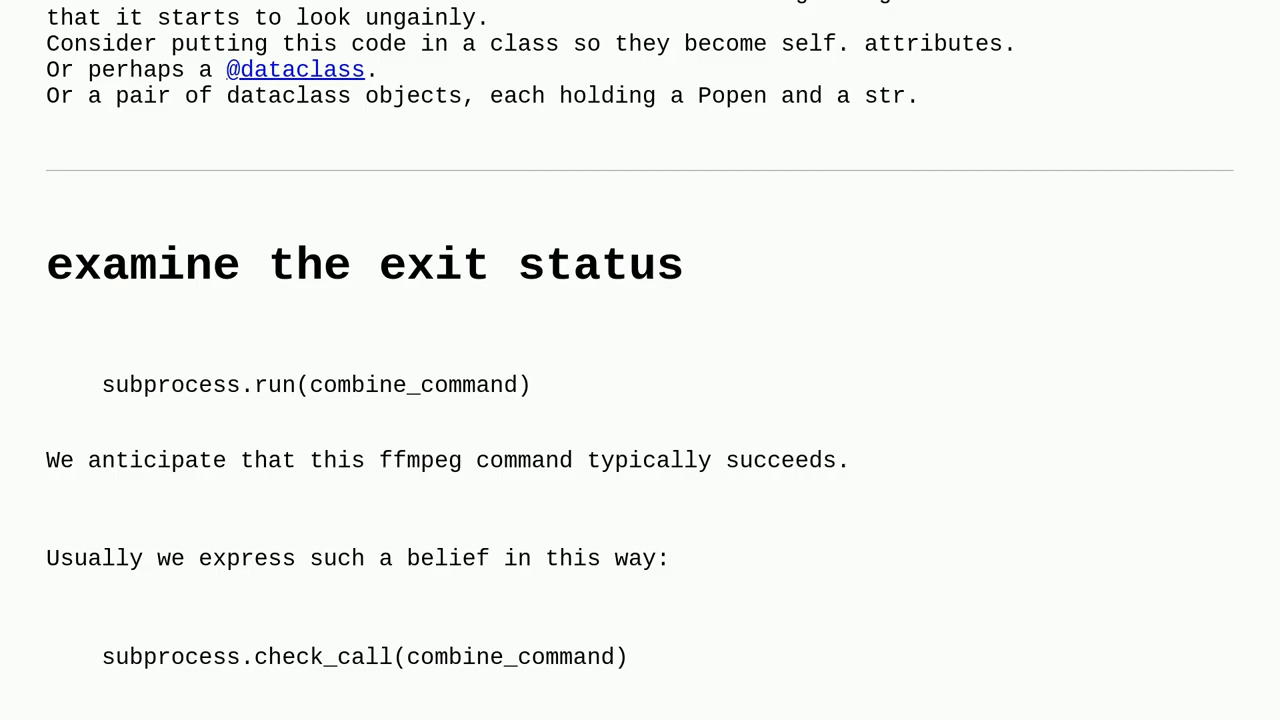 that it starts to look ungainly.
Consider putting this code in a class so they become self. attributes.
Or perhaps a @dataclass.
Or a pair of dataclass objects, each holding a Popen and a str.
examine the exit status
subprocess.run(combine_command)
We anticipate that this ffmpeg command typically succeeds.
Usually we express such a belief in this way:
subprocess.check_call(combine_command)